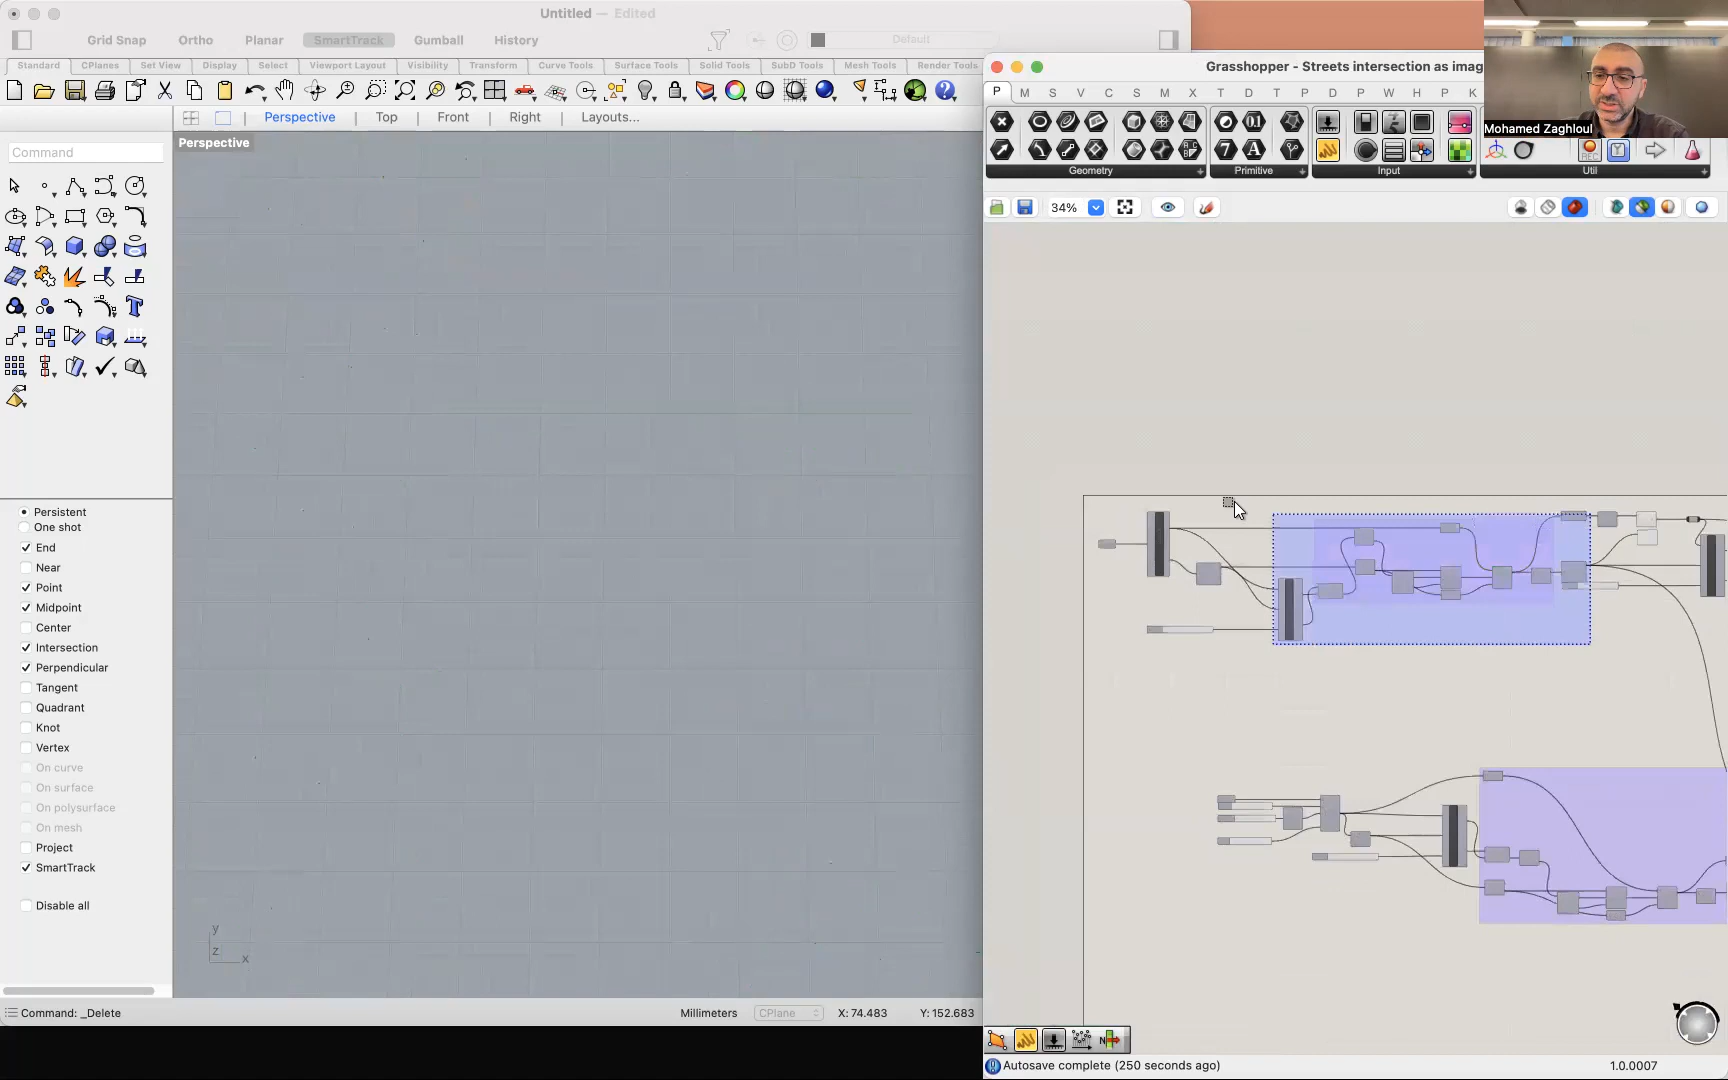 Untitled — Edited
Grid Snap Ortho Planar SmartTrack Gumball History Default
Standard CPlanes Set View Display Select Viewport Layout Visibility Transform Curve Tools Surface Tools Solid Tools SubD Tools Mesh Tools Render Tools
Perspective Top Front Right Layouts...
Command
Perspective
Persistent
One shot
End
Near
Point
Midpoint
Center
Intersection
Perpendicular
Tangent
Quadrant
Knot
Vertex
On curve
On surface
On polysurface
On mesh
Project
SmartTrack
Disable all
y
z
x
Command: _Delete
Millimeters CPlane X: 74.483 Y: 152.683
Grasshopper - Streets intersection as imag
P M S V C S M X T D T P D P W H P K
Mohamed Zaghloul
Geometry Primitive Input Util
34%
Autosave complete (250 seconds ago)
1.0.0007